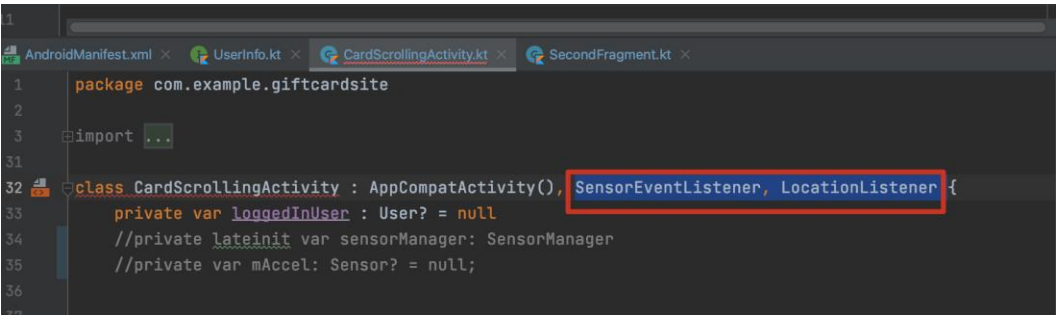 11
AndroidManifest.xml × UserInfo.kt × CardScrollingActivity.kt × SecondFragment.kt ×
1 package com.example.giftcardsite
2
3 import ...
31
32 class CardScrollingActivity : AppCompatActivity(), SensorEventListener, LocationListener {
33 private var loggedInUser : User? = null
34 //private lateinit var sensorManager: SensorManager
35 //private var mAccel: Sensor? = null;
36
37